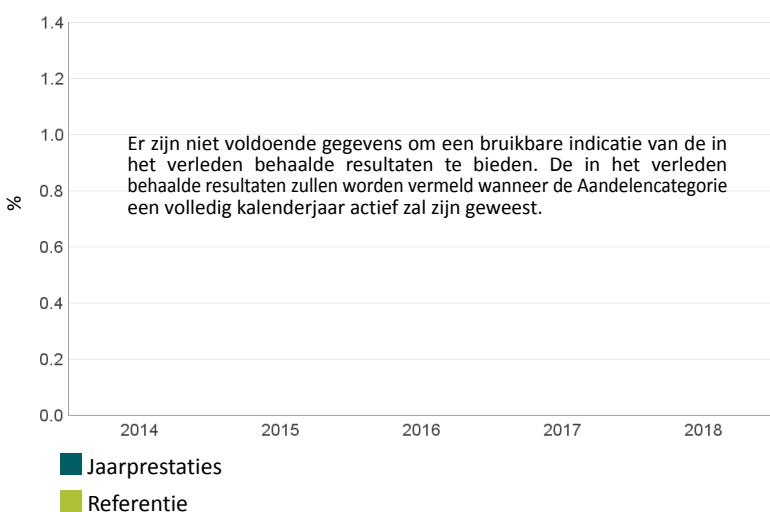 1.4
1.2
1.0
Er zijn niet voldoende gegevens om een bruikbare indicatie van de in
het verleden behaalde resultaten te bieden. De in het verleden
behaalde resultaten zullen worden vermeld wanneer de Aandelencategorie
een volledig kalenderjaar actief zal zijn geweest.
0.8
%
0.6
0.4
0.2
0.0
2014 2015 2016 2017 2018
Jaarprestaties
Referentie